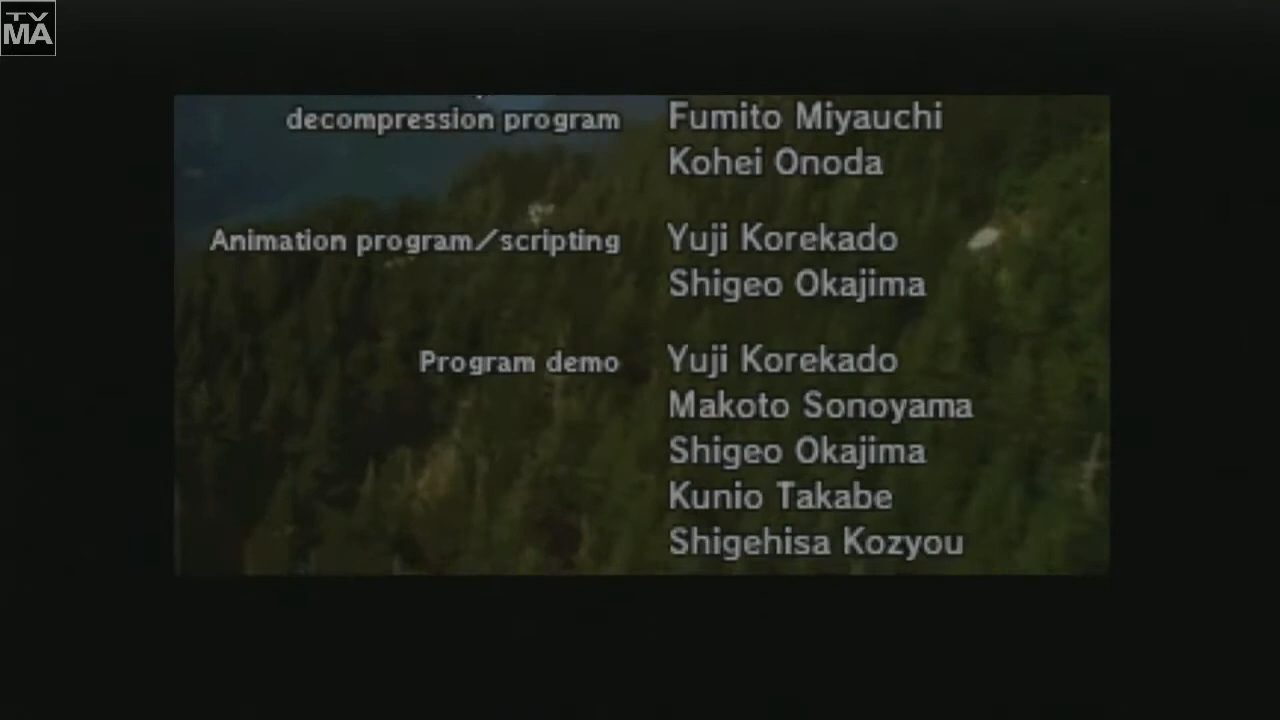 TV
MA
decompression program Fumito Miyauchi
Kohei Onoda
Animation program/scripting Yuji Korekado
Shigeo Okajima
Program demo Yuji Korekado
Makoto Sonoyama
Shigeo Okajima
Kunio Takabe
Shigehisa Kozyou